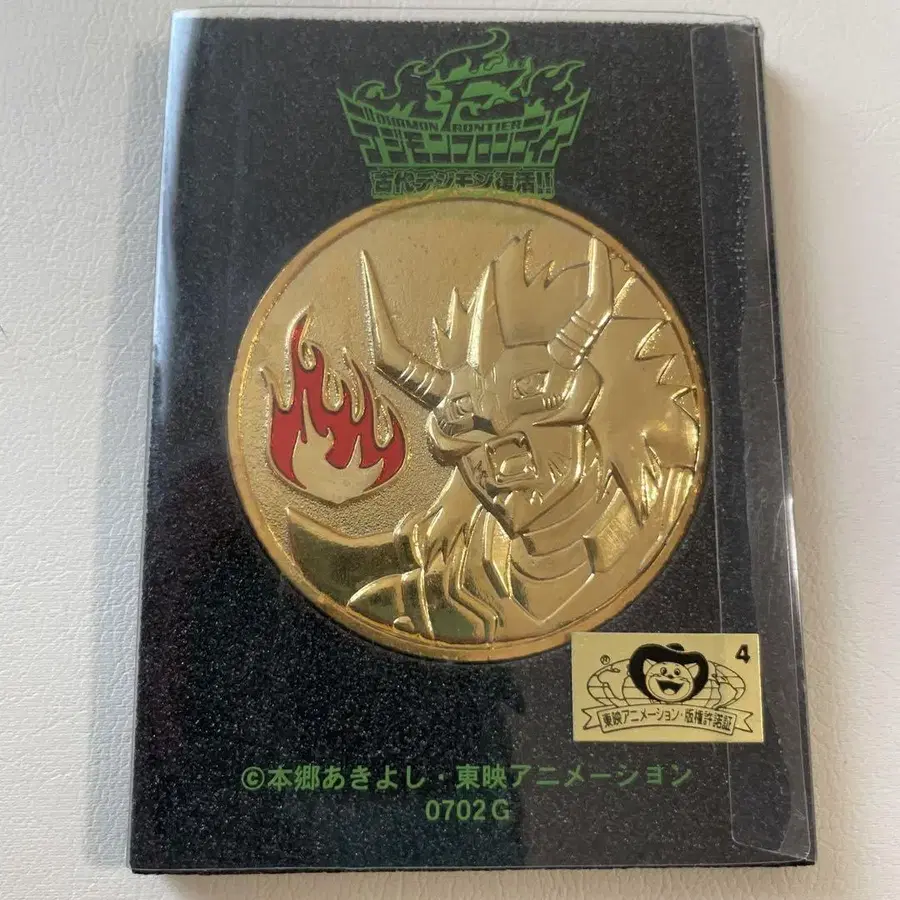 DIGIMON FRONTIER
デジモンフロンティア
古代デジモン復活!!
4
®
東映アニメーション・版権許諾証
©本郷あきよし・東映アニメーション
0702G